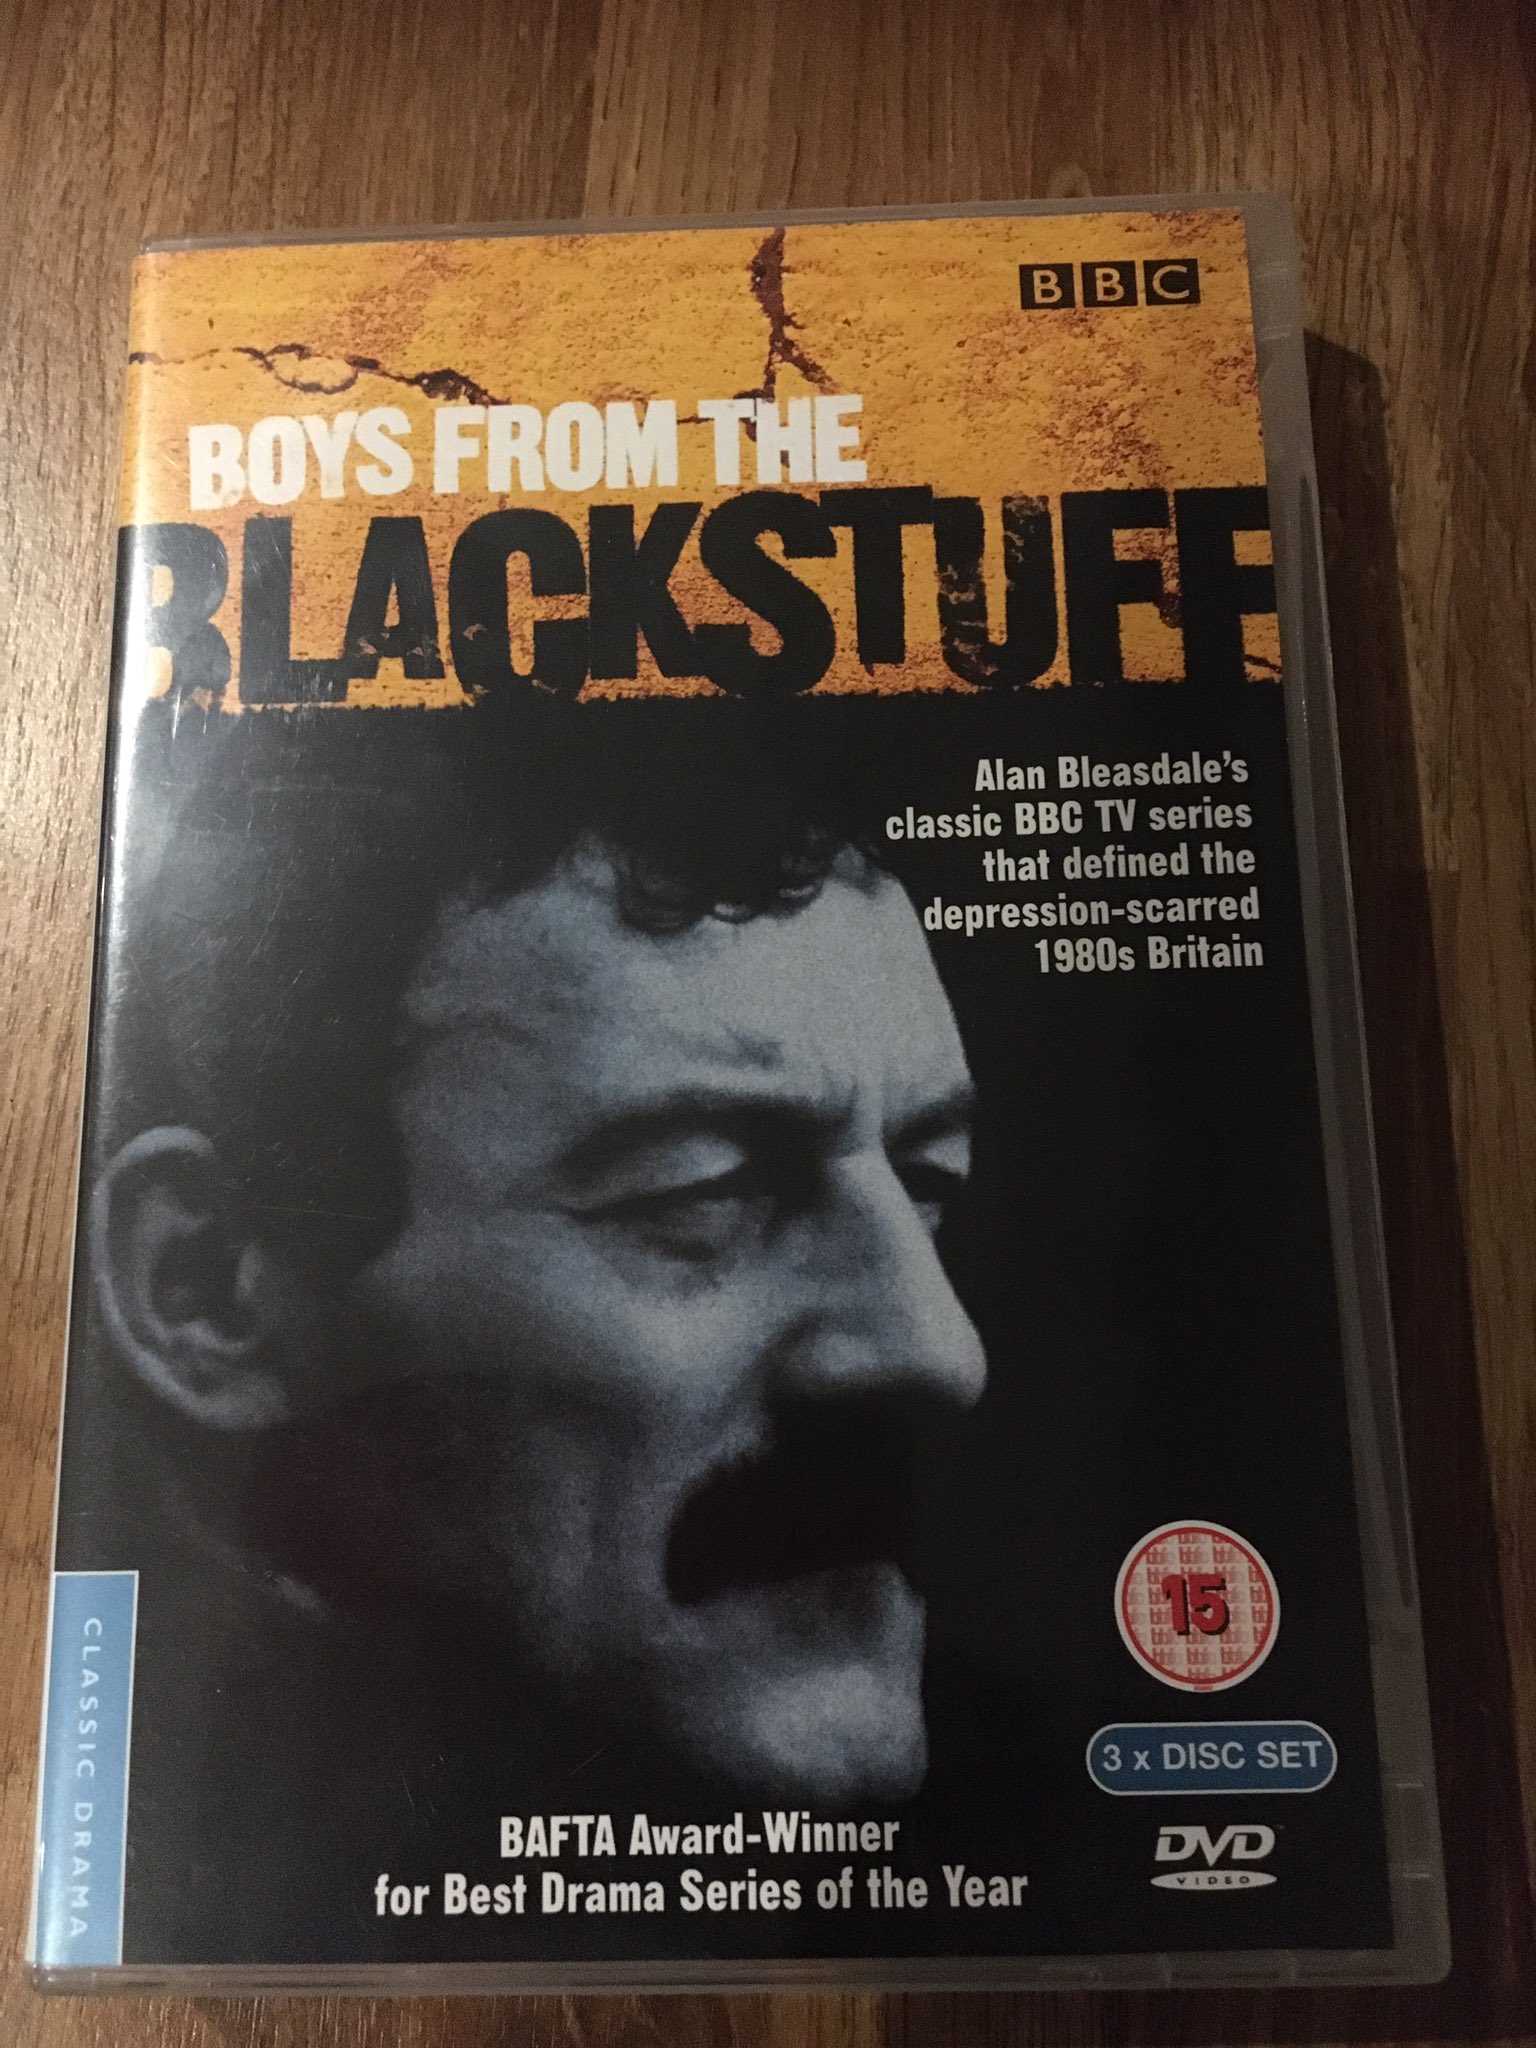 BBC
BOYS FROM THE
BLACKSTUFF
Alan Bleasdale's
classic BBC TV series
that defined the
depression-scarred
1980s Britain
15
3 x DISC SET
DVD
VIDEO
CLASSIC DRAMA
BAFTA Award-Winner
for Best Drama Series of the Year